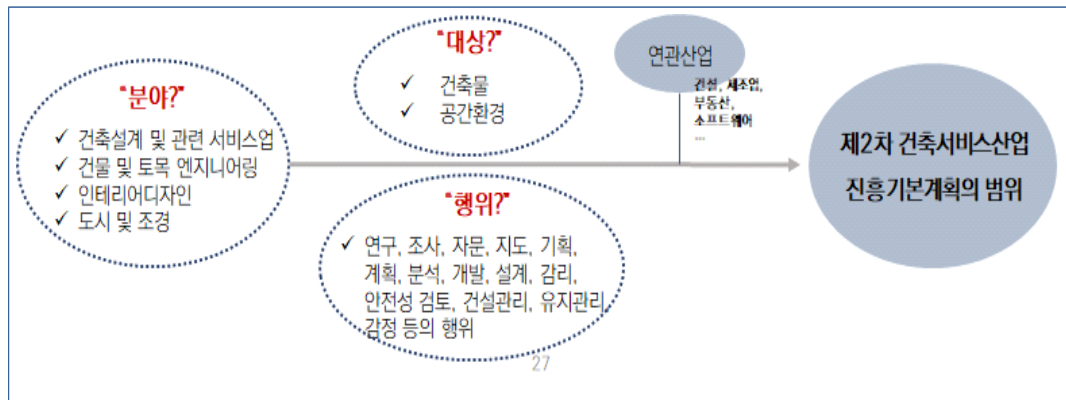 "분야?"
✓ 건축설계 및 관련 서비스업
✓ 건물 및 토목 엔지니어링
✓ 인테리어디자인
✓ 도시 및 조경
"대상?"
✓ 건축물
✓ 공간환경
"행위?"
✓ 연구, 조사, 자문, 지도, 기획,
계획, 분석, 개발, 설계, 감리,
안전성 검토, 건설관리, 유지관리,
감정 등의 행위
연관산업
건설, 제조업,
부동산,
소프트웨어
...
제2차 건축서비스산업
진흥기본계획의 범위
27